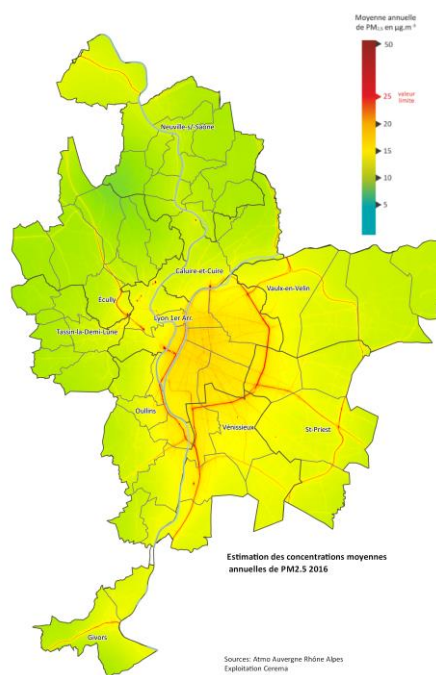 Moyenne annuelle
de PM2.5 en µg.m-3
50
25 valeur
limite
20
15
10
5
Neuville-s/-Saône
Caluire-et-Cuire
Vaulx-en-Velin
Ecully
Lyon 1er Arr.
Tassin-la-Demi-Lune
Oullins
Vénissieux
St-Priest
Estimation des concentrations moyennes
annuelles de PM2.5 2016
Givors
Sources: Atmo Auvergne Rhône Alpes
Exploitation Cerema